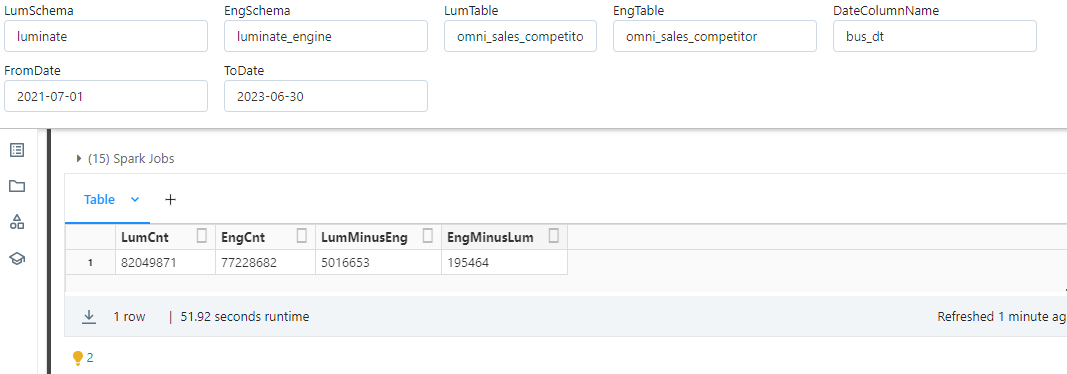 LumSchema EngSchema LumTable EngTable DateColumnName
luminate luminate_engine omni_sales_competito omni_sales_competitor bus_dt
FromDate ToDate
2021-07-01 2023-06-30
(15) Spark Jobs
Table +
LumCnt EngCnt LumMinusEng EngMinusLum
1 82049871 77228682 5016653 195464
1 row | 51.92 seconds runtime Refreshed 1 minute ag
2